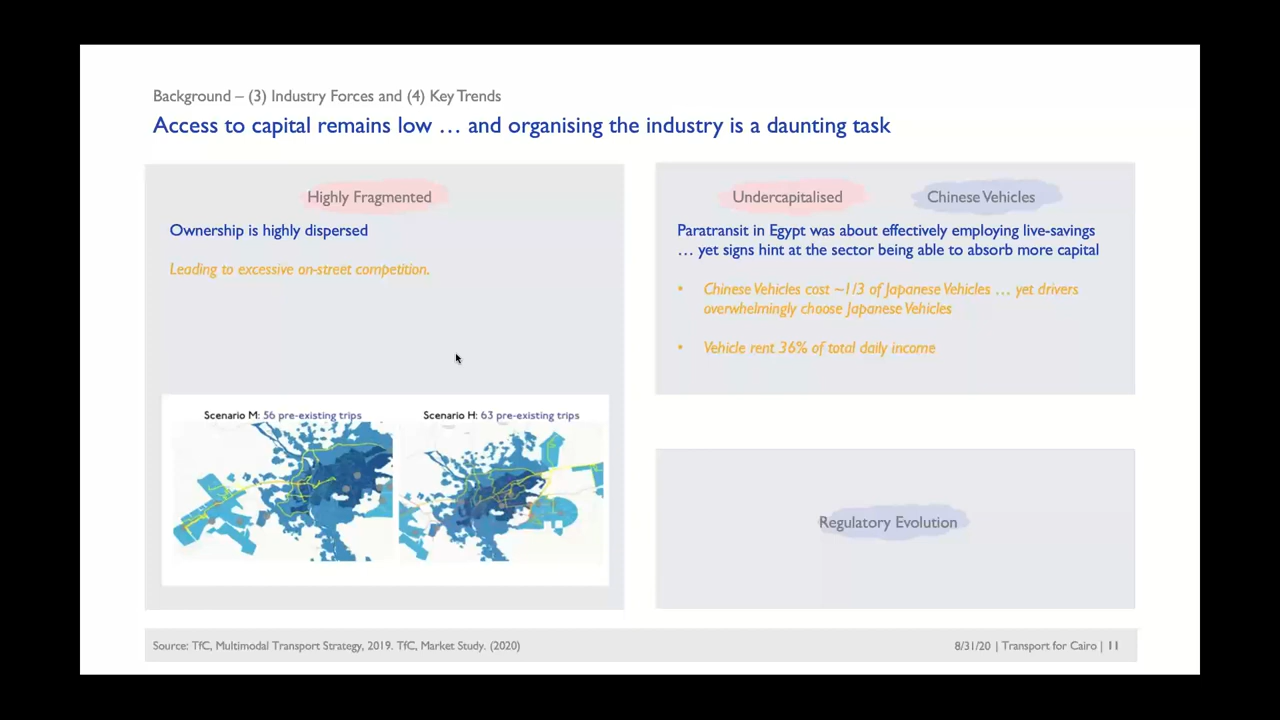 Background – (3) Industry Forces and (4) Key Trends
Access to capital remains low … and organising the industry is a daunting task
Highly Fragmented
Ownership is highly dispersed
Leading to excessive on-street competition.
Scenario M: 56 pre-existing trips
Scenario H: 63 pre-existing trips
Undercapitalised
Chinese Vehicles
Paratransit in Egypt was about effectively employing live-savings
… yet signs hint at the sector being able to absorb more capital
• Chinese Vehicles cost ~1/3 of Japanese Vehicles … yet drivers
overwhelmingly choose Japanese Vehicles
• Vehicle rent 36% of total daily income
Regulatory Evolution
Source: TfC, Multimodal Transport Strategy, 2019. TfC, Market Study. (2020)
8/31/20 | Transport for Cairo | 11